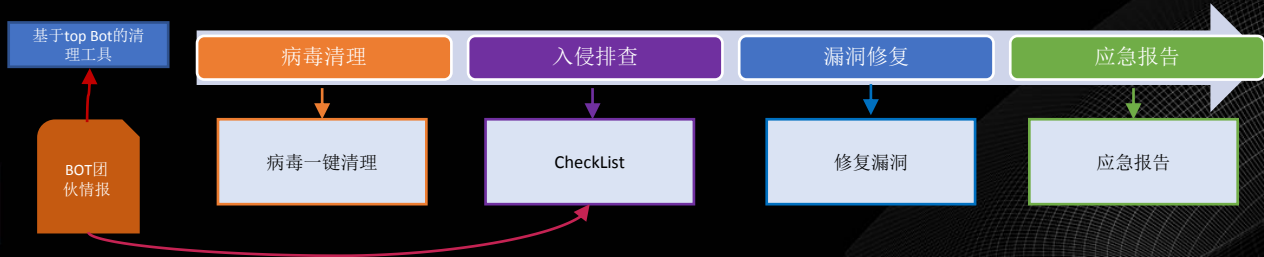 基于top Bot的清
理工具
病毒清理
入侵排查
漏洞修复
应急报告
BOT团
伙情报
病毒一键清理
CheckList
修复漏洞
应急报告